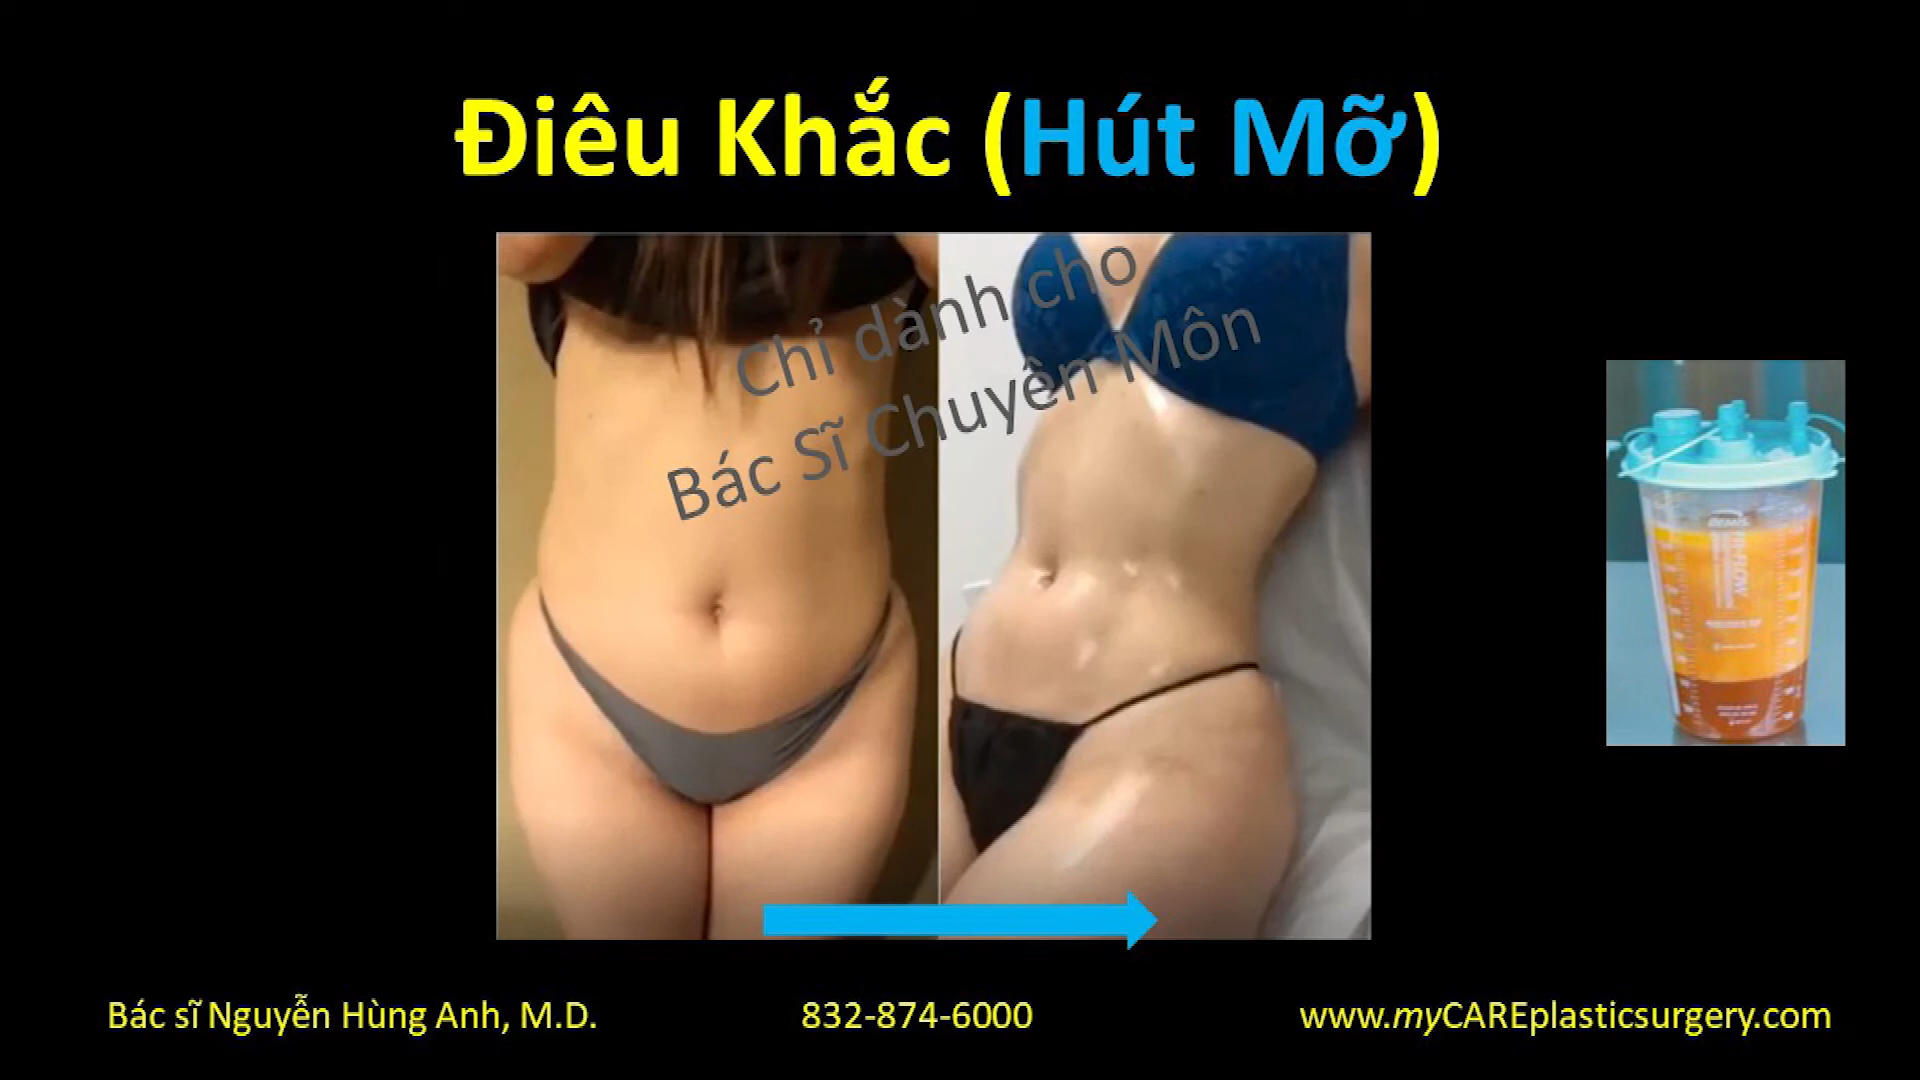 Điêu Khắc (Hút Mỡ)
Chỉ dành cho
Bác Sĩ Chuyên Môn
Bác sĩ Nguyễn Hùng Anh, M.D.
832-874-6000
www.myCAREplasticsurgery.com